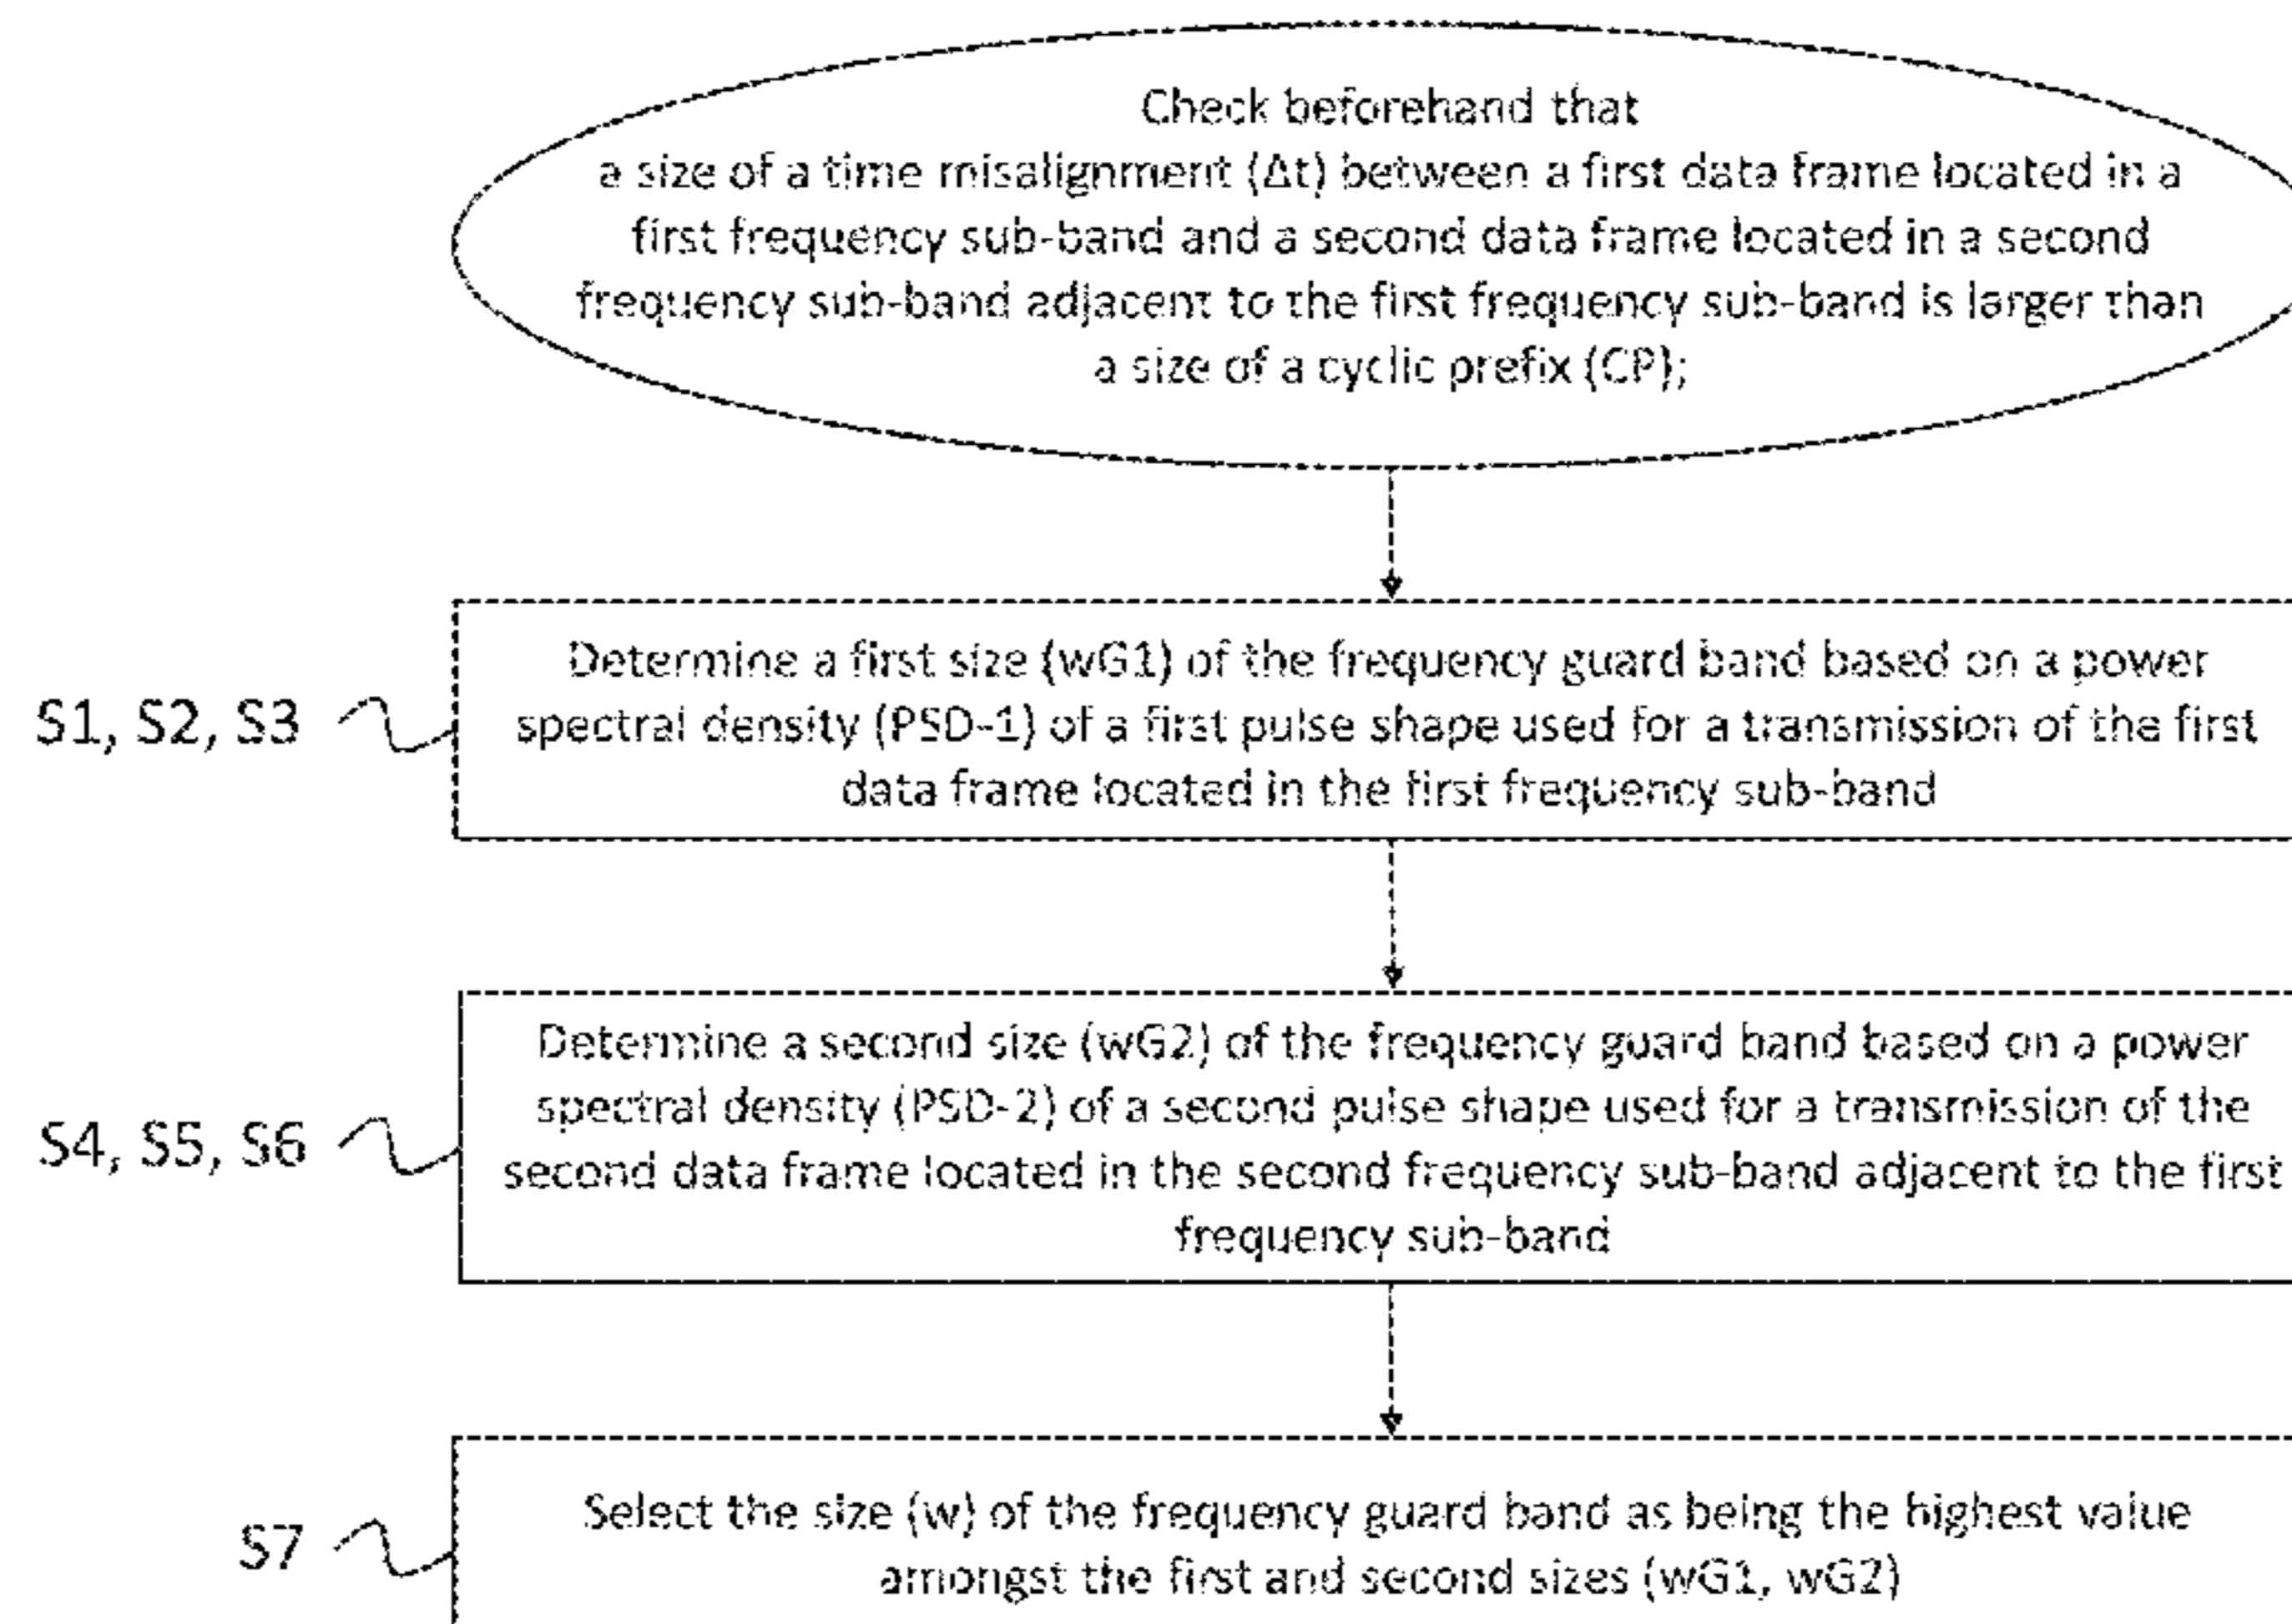 Check beforehand that
a size of a time misalignment (Δt) between a first data frame located in a
first frequency sub-band and a second data frame located in a second
frequency sub-band adjacent to the first frequency sub-band is larger than
a size of a cyclic prefix (CP);
S1, S2, S3
Determine a first size (wG1) of the frequency guard band based on a power
spectral density (PSD-1) of a first pulse shape used for a transmission of the first
data frame located in the first frequency sub-band
S4, S5, S6
Determine a second size (wG2) of the frequency guard band based on a power
spectral density (PSD-2) of a second pulse shape used for a transmission of the
second data frame located in the second frequency sub-band adjacent to the first
frequency sub-band
S7
Select the size (w) of the frequency guard band as being the highest value
amongst the first and second sizes (wG1, wG2)